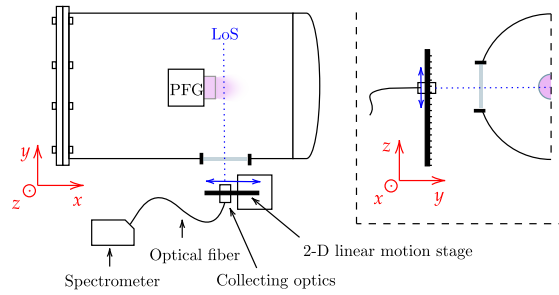 LoS
PFG
y
z
x
z
x
y
2-D linear motion stage
Optical fiber
Spectrometer
Collecting optics